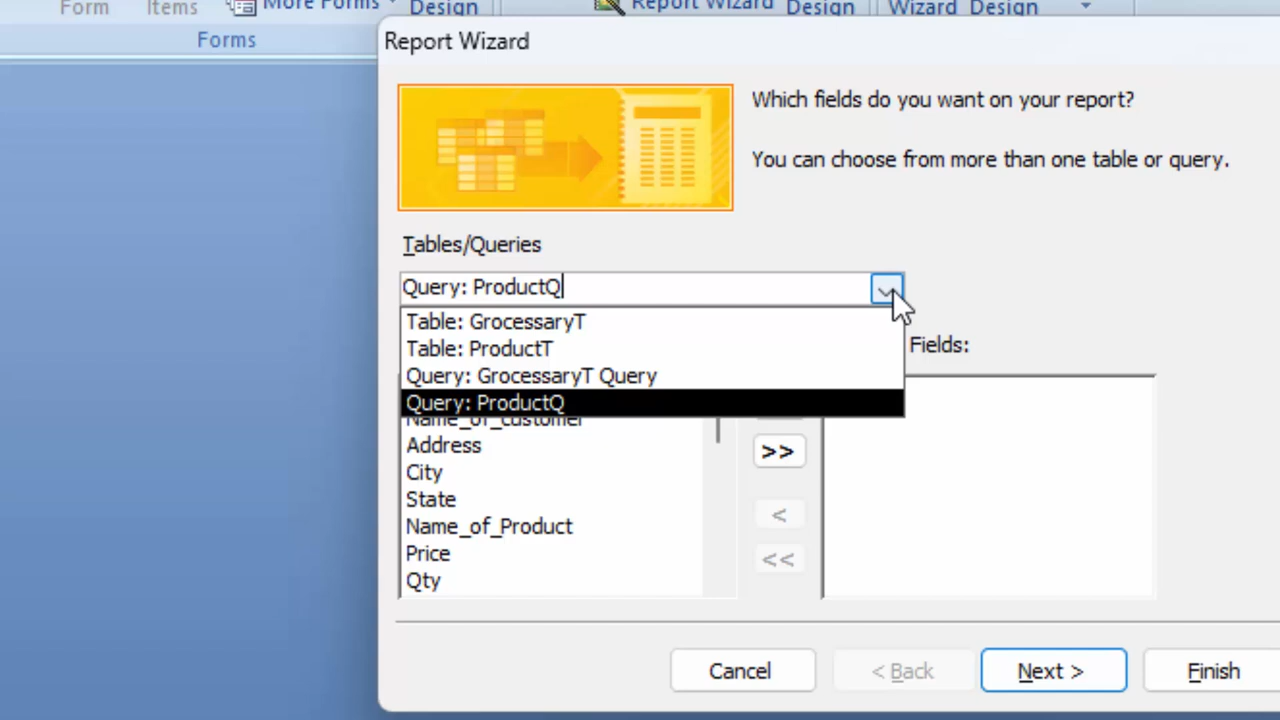 Form Items More Forms Design Report Wizard Design Wizard Design
Forms
Report Wizard
Which fields do you want on your report?
You can choose from more than one table or query.
Tables/Queries
Query: ProductQ
Table: GrocessaryT
Table: ProductT
Query: GrocessaryT Query
Query: ProductQ
Fields:
Name_of_customer
Address
>>
City
State
<
Name_of_Product
Price
<<
Qty
Cancel
< Back
Next >
Finish